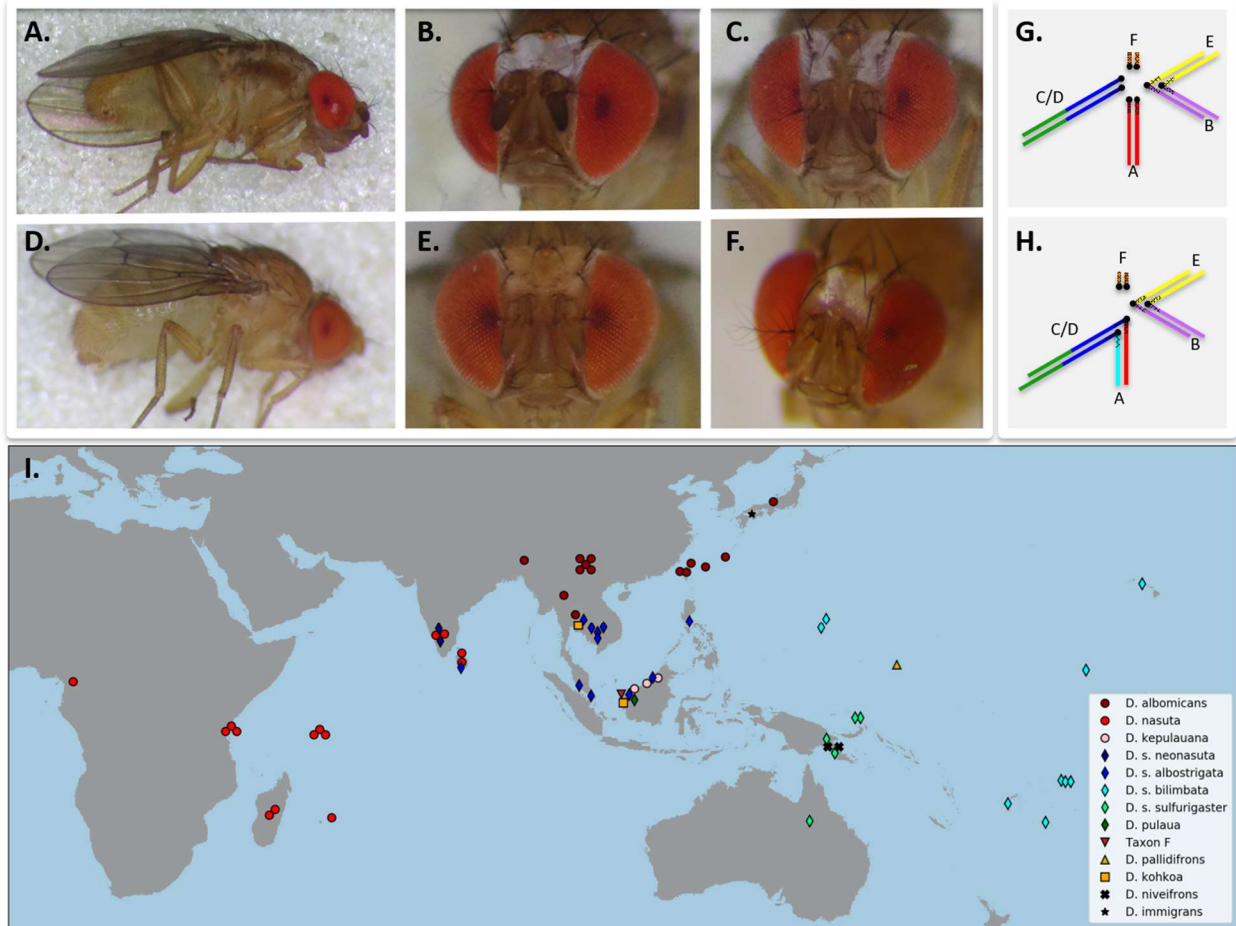 A.
B.
C.
D.
E.
F.
G.
F
E
C/D
B
A
H.
F
E
C/D
B
A
I.
D. albomicans
D. nasuta
D. kepulauana
D. s. neonasuta
D. s. albostrigata
D. s. bilimbata
D. s. sulfurigaster
D. pulaua
Taxon F
D. pallidifrons
D. kohkoa
D. niveifrons
D. immigrans